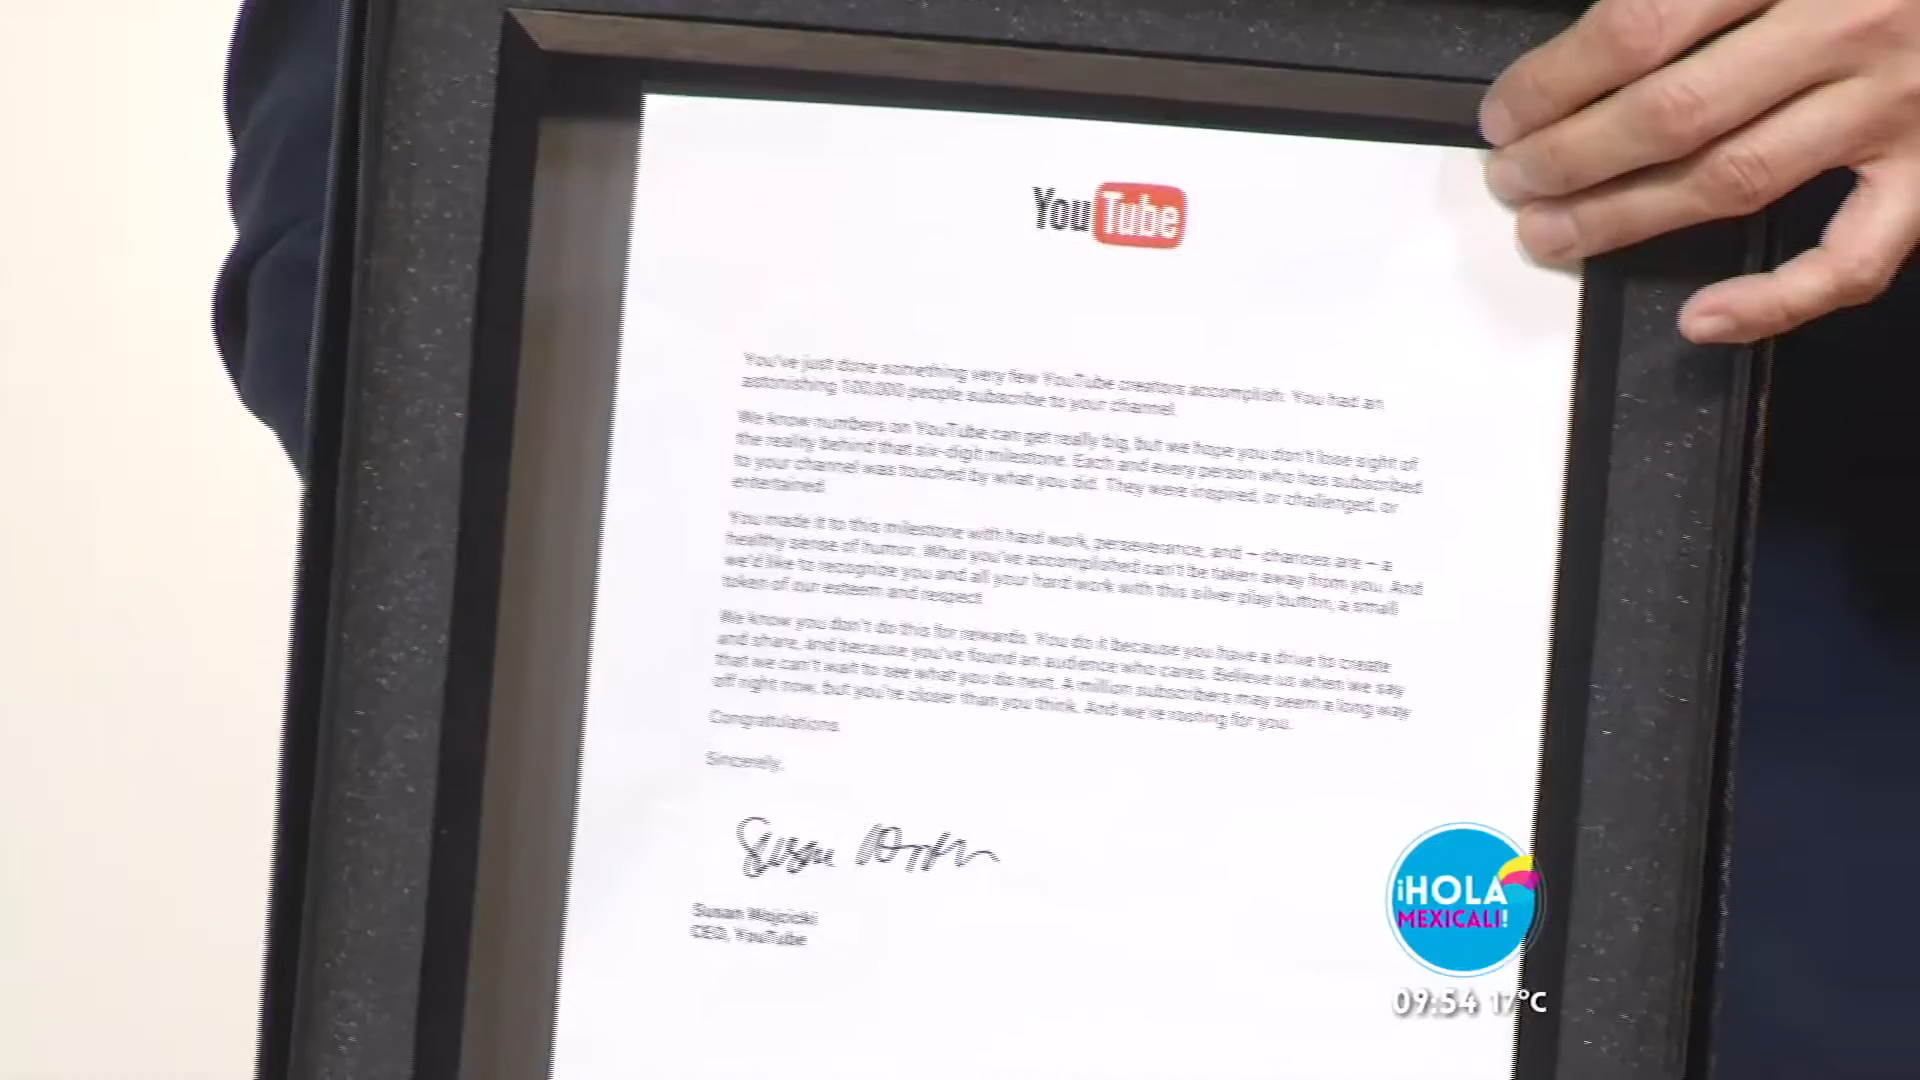 YouTube
You've just done something very few YouTube creators accomplish. You had an
astonishing 100,000 people subscribe to your channel.
We know numbers on YouTube can get really big, but we hope you don't lose sight of
the reality behind that six-digit milestone. Each and every person who has subscribed
to your channel was touched by what you did. They were inspired, or challenged, or
entertained.
You made it to this milestone with hard work, perseverance, and – chances are – a
healthy sense of humor. What you've accomplished can't be taken away from you. And
we'd like to recognize you and all your hard work with this silver play button, a small
token of our esteem and respect.
We know you don't do this for rewards. You do it because you have a drive to create
and share, and because you've found an audience who cares. Believe us when we say
that we can't wait to see what you do next. A million subscribers may seem a long way
off right now, but you're closer than you think. And we're rooting for you.
Congratulations.
Sincerely,
Susan Wojcicki
CEO, YouTube
¡HOLA
MEXICALI!
09:54 17°C